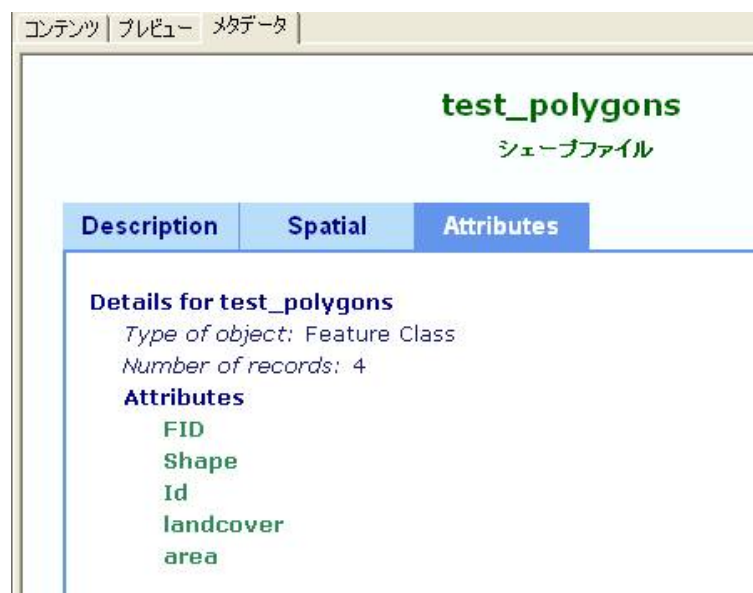 コンテンツ プレビュー メタデータ
test_polygons
シェープファイル
Description Spatial Attributes
Details for test_polygons
Type of object: Feature Class
Number of records: 4
Attributes
FID
Shape
Id
landcover
area